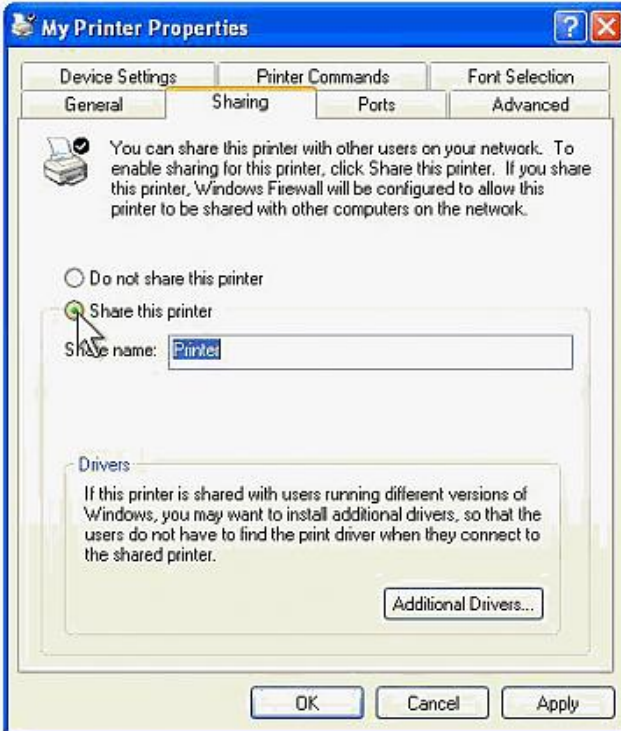 My Printer Properties
Device Settings Printer Commands Font Selection
General Sharing Ports Advanced
You can share this printer with other users on your network. To
enable sharing for this printer, click Share this printer. If you share
this printer, Windows Firewall will be configured to allow this
printer to be shared with other computers on the network.
Do not share this printer
Share this printer
Share name: Printer
Drivers
If this printer is shared with users running different versions of
Windows, you may want to install additional drivers, so that the
users do not have to find the print driver when they connect to
the shared printer.
Additional Drivers...
OK Cancel Apply